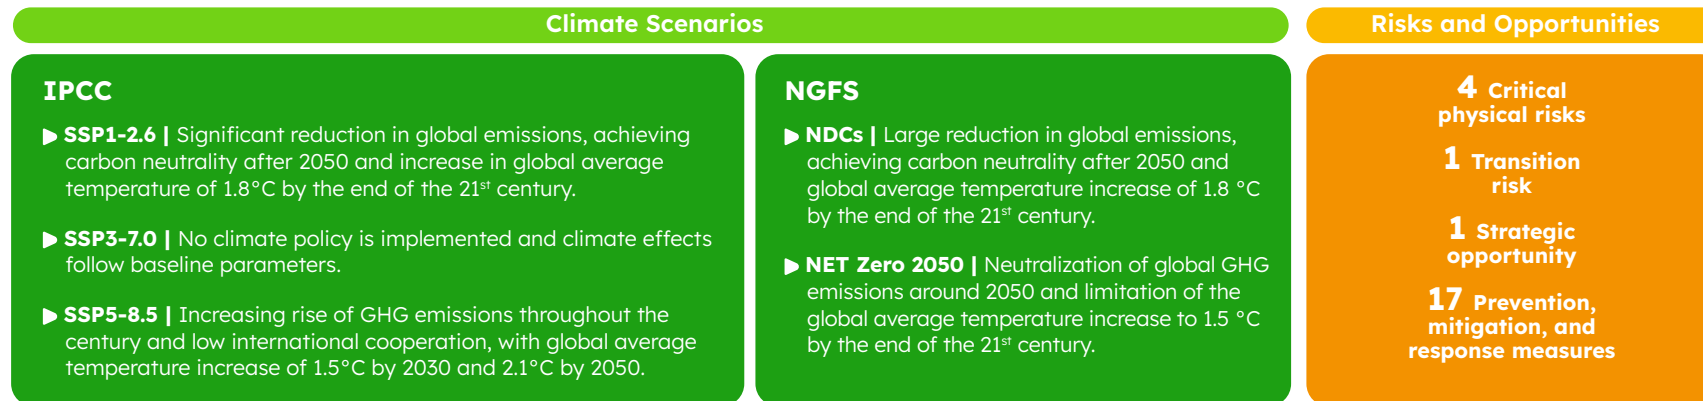 Climate Scenarios
Risks and Opportunities
IPCC
SSP1-2.6 | Significant reduction in global emissions, achieving
carbon neutrality after 2050 and increase in global average
temperature of 1.8°C by the end of the 21st century.
SSP3-7.0 | No climate policy is implemented and climate effects
follow baseline parameters.
SSP5-8.5 | Increasing rise of GHG emissions throughout the
century and low international cooperation, with global average
temperature increase of 1.5°C by 2030 and 2.1°C by 2050.
NGFS
NDCs | Large reduction in global emissions,
achieving carbon neutrality after 2050 and
global average temperature increase of 1.8 °C
by the end of the 21st century.
NET Zero 2050 | Neutralization of global GHG
emissions around 2050 and limitation of the
global average temperature increase to 1.5 °C
by the end of the 21st century.
4 Critical
physical risks
1 Transition
risk
1 Strategic
opportunity
17 Prevention,
mitigation, and
response measures